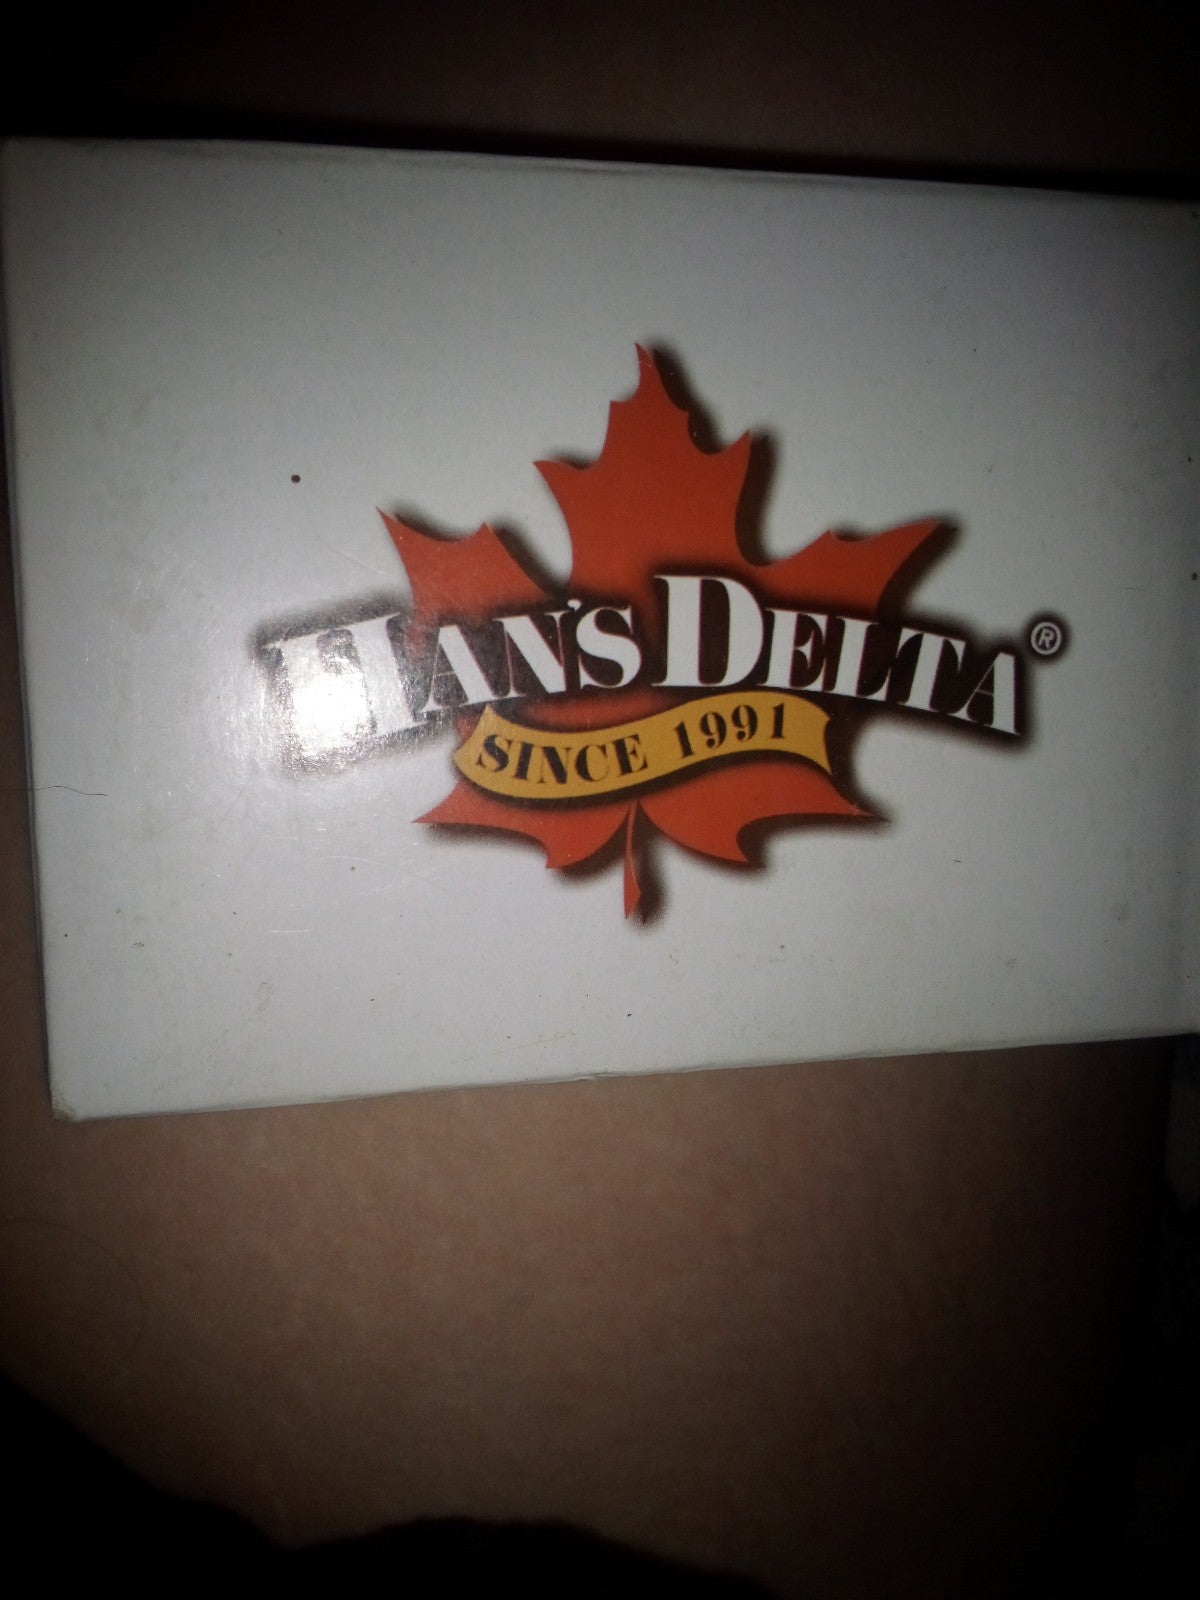 HAN'S DELTA ®
SINCE 1991